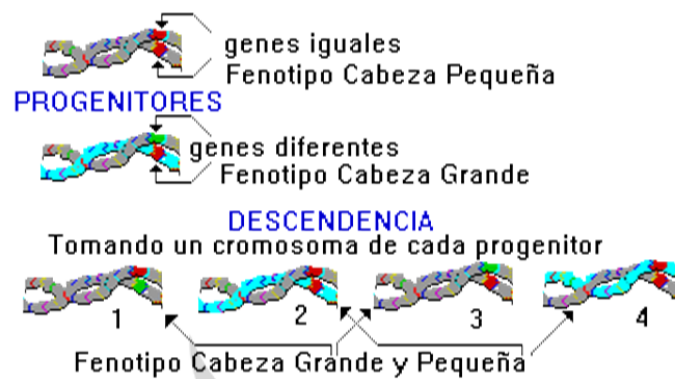 genes iguales
Fenotipo Cabeza Pequeña
PROGENITORES
genes diferentes
Fenotipo Cabeza Grande
DESCENDENCIA
Tomando un cromosoma de cada progenitor
1 2 3 4
Fenotipo Cabeza Grande y Pequeña